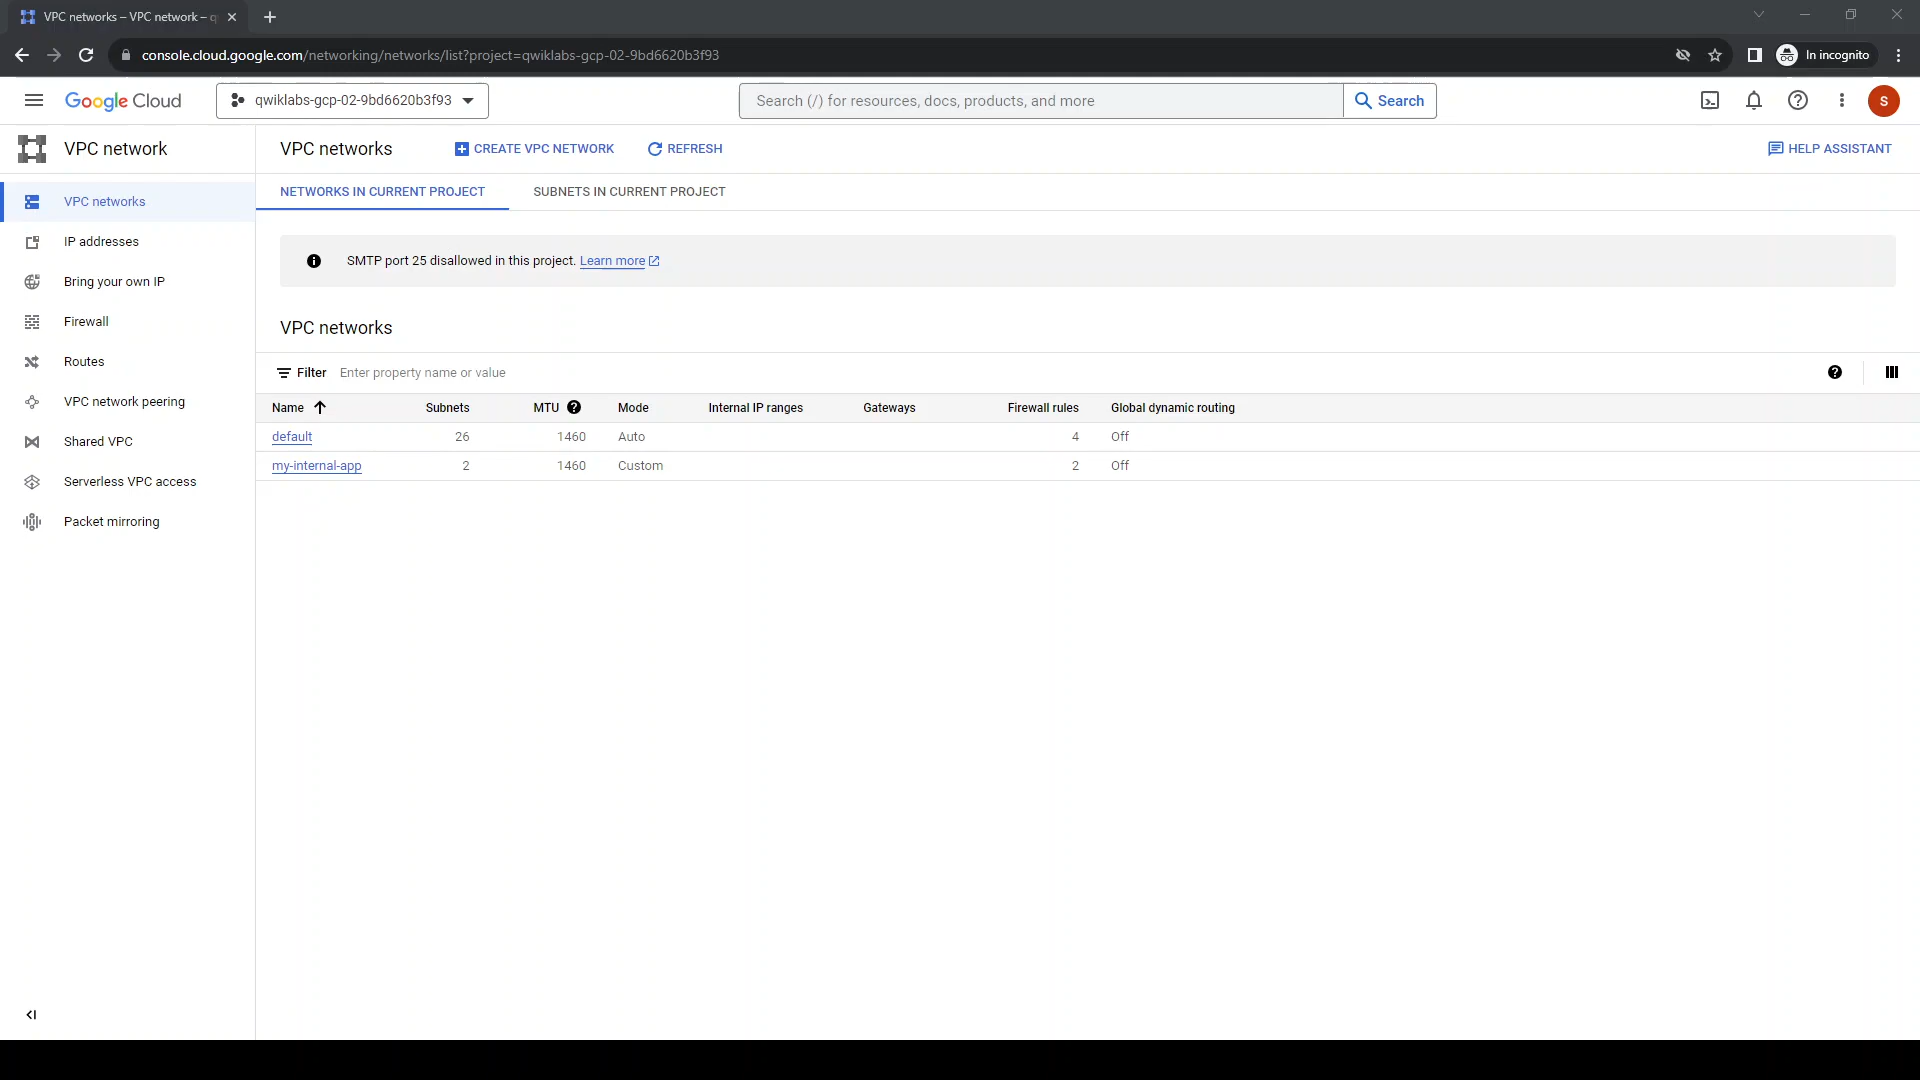 VPC networks – VPC network – q
console.cloud.google.com/networking/networks/list?project=qwiklabs-gcp-02-9bd6620b3f93
In incognito
Google Cloud
qwiklabs-gcp-02-9bd6620b3f93
Search (/) for resources, docs, products, and more
Search
S
VPC network
VPC networks
CREATE VPC NETWORK
REFRESH
HELP ASSISTANT
VPC networks
IP addresses
Bring your own IP
Firewall
Routes
VPC network peering
Shared VPC
Serverless VPC access
Packet mirroring
NETWORKS IN CURRENT PROJECT
SUBNETS IN CURRENT PROJECT
SMTP port 25 disallowed in this project. Learn more
VPC networks
Filter Enter property name or value
Name Subnets MTU Mode Internal IP ranges Gateways Firewall rules Global dynamic routing
default 26 1460 Auto 4 Off
my-internal-app 2 1460 Custom 2 Off